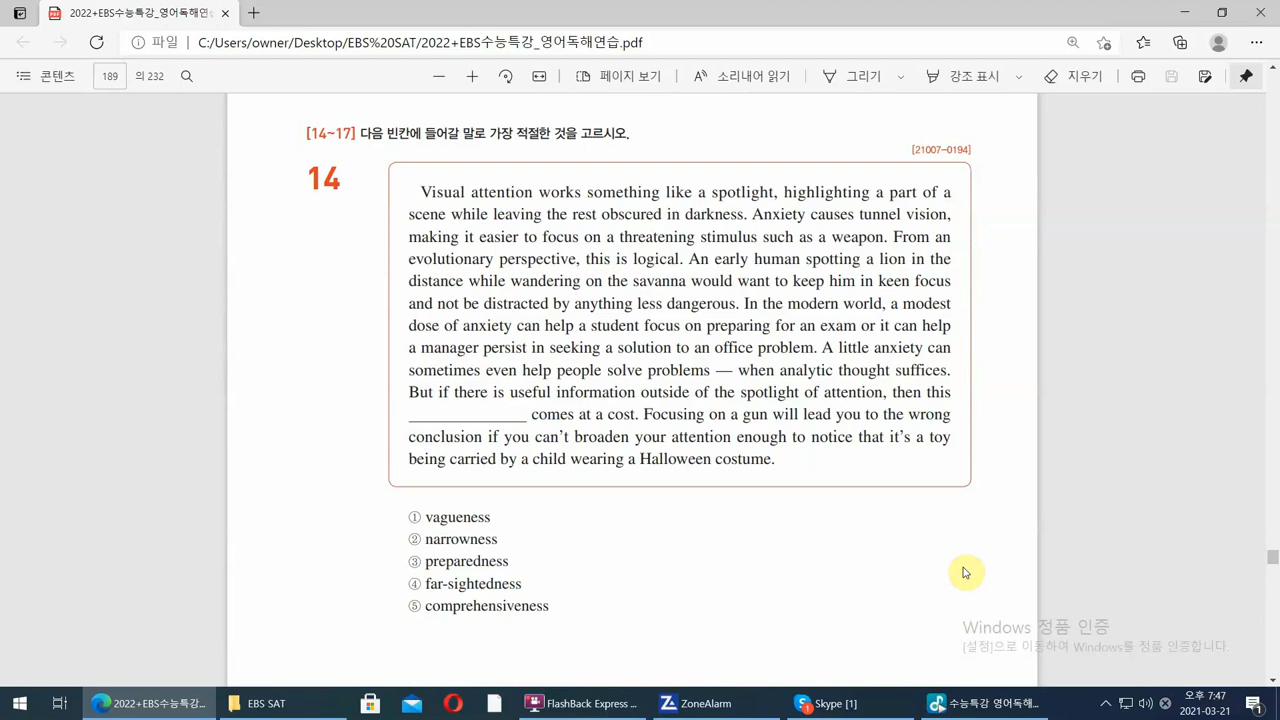 2022+EBS수능특강_영어독해연
파일
C:/Users/owner/Desktop/EBS%20SAT/2022+EBS수능특강_영어독해연습.pdf
콘텐츠
189
의 232
페이지 보기
소리내어 읽기
그리기
강조 표시
지우기
[14~17] 다음 빈칸에 들어갈 말로 가장 적절한 것을 고르시오.
[21007-0194]
14
Visual attention works something like a spotlight, highlighting a part of a
scene while leaving the rest obscured in darkness. Anxiety causes tunnel vision,
making it easier to focus on a threatening stimulus such as a weapon. From an
evolutionary perspective, this is logical. An early human spotting a lion in the
distance while wandering on the savanna would want to keep him in keen focus
and not be distracted by anything less dangerous. In the modern world, a modest
dose of anxiety can help a student focus on preparing for an exam or it can help
a manager persist in seeking a solution to an office problem. A little anxiety can
sometimes even help people solve problems — when analytic thought suffices.
But if there is useful information outside of the spotlight of attention, then this
______________ comes at a cost. Focusing on a gun will lead you to the wrong
conclusion if you can't broaden your attention enough to notice that it's a toy
being carried by a child wearing a Halloween costume.
① vagueness
② narrowness
③ preparedness
④ far-sightedness
⑤ comprehensiveness
Windows 정품 인증
[설정]으로 이동하여 Windows를 정품 인증합니다.
2022+EBS수능특강_...
EBS SAT
FlashBack Express ...
ZoneAlarm
Skype [1]
수능특강 영어독해...
오후 7:47
2021-03-21